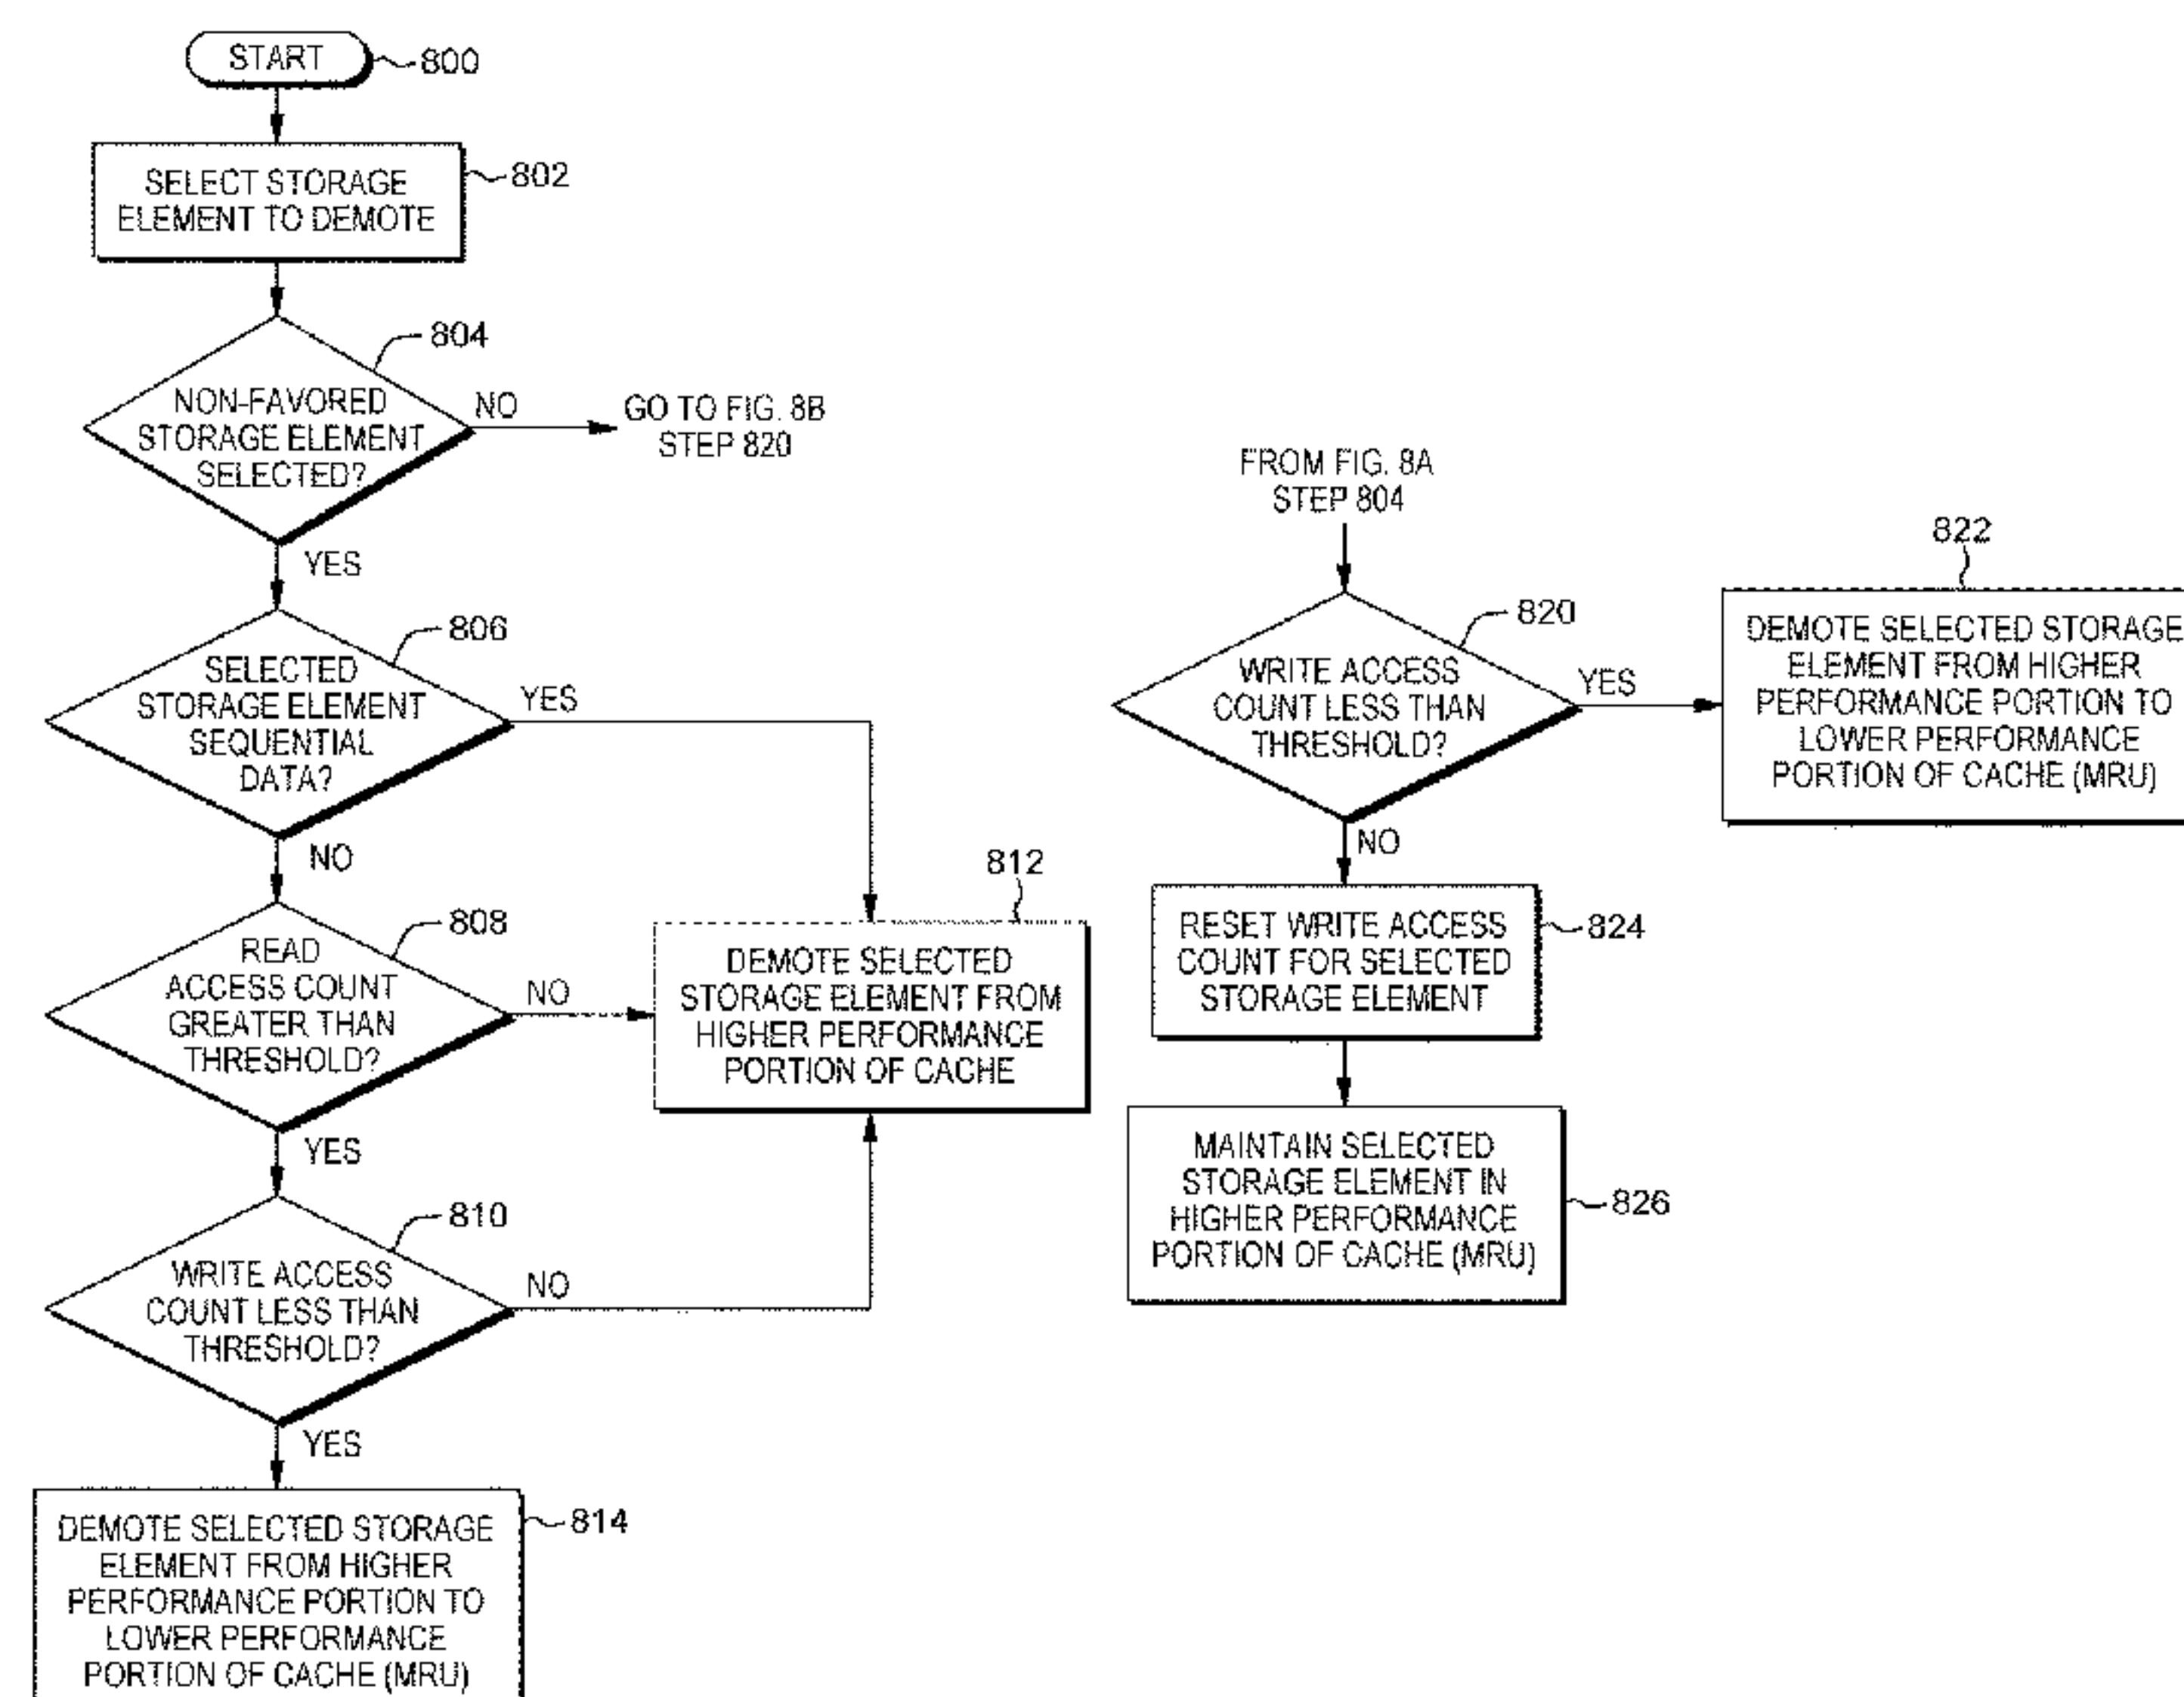 START
800
SELECT STORAGE
ELEMENT TO DEMOTE
802
804
NON-FAVORED
STORAGE ELEMENT
SELECTED?
NO
GO TO FIG. 8B
STEP 820
YES
806
SELECTED
STORAGE ELEMENT
SEQUENTIAL
DATA?
YES
NO
808
READ
ACCESS COUNT
GREATER THAN
THRESHOLD?
NO
812
DEMOTE SELECTED
STORAGE ELEMENT FROM
HIGHER PERFORMANCE
PORTION OF CACHE
YES
810
WRITE ACCESS
COUNT LESS THAN
THRESHOLD?
NO
YES
814
DEMOTE SELECTED STORAGE
ELEMENT FROM HIGHER
PERFORMANCE PORTION TO
LOWER PERFORMANCE
PORTION OF CACHE (MRU)
FROM FIG. 8A
STEP 804
820
WRITE ACCESS
COUNT LESS THAN
THRESHOLD?
YES
822
DEMOTE SELECTED STORAGE
ELEMENT FROM HIGHER
PERFORMANCE PORTION TO
LOWER PERFORMANCE
PORTION OF CACHE (MRU)
NO
RESET WRITE ACCESS
COUNT FOR SELECTED
STORAGE ELEMENT
824
MAINTAIN SELECTED
STORAGE ELEMENT IN
HIGHER PERFORMANCE
PORTION OF CACHE (MRU)
826